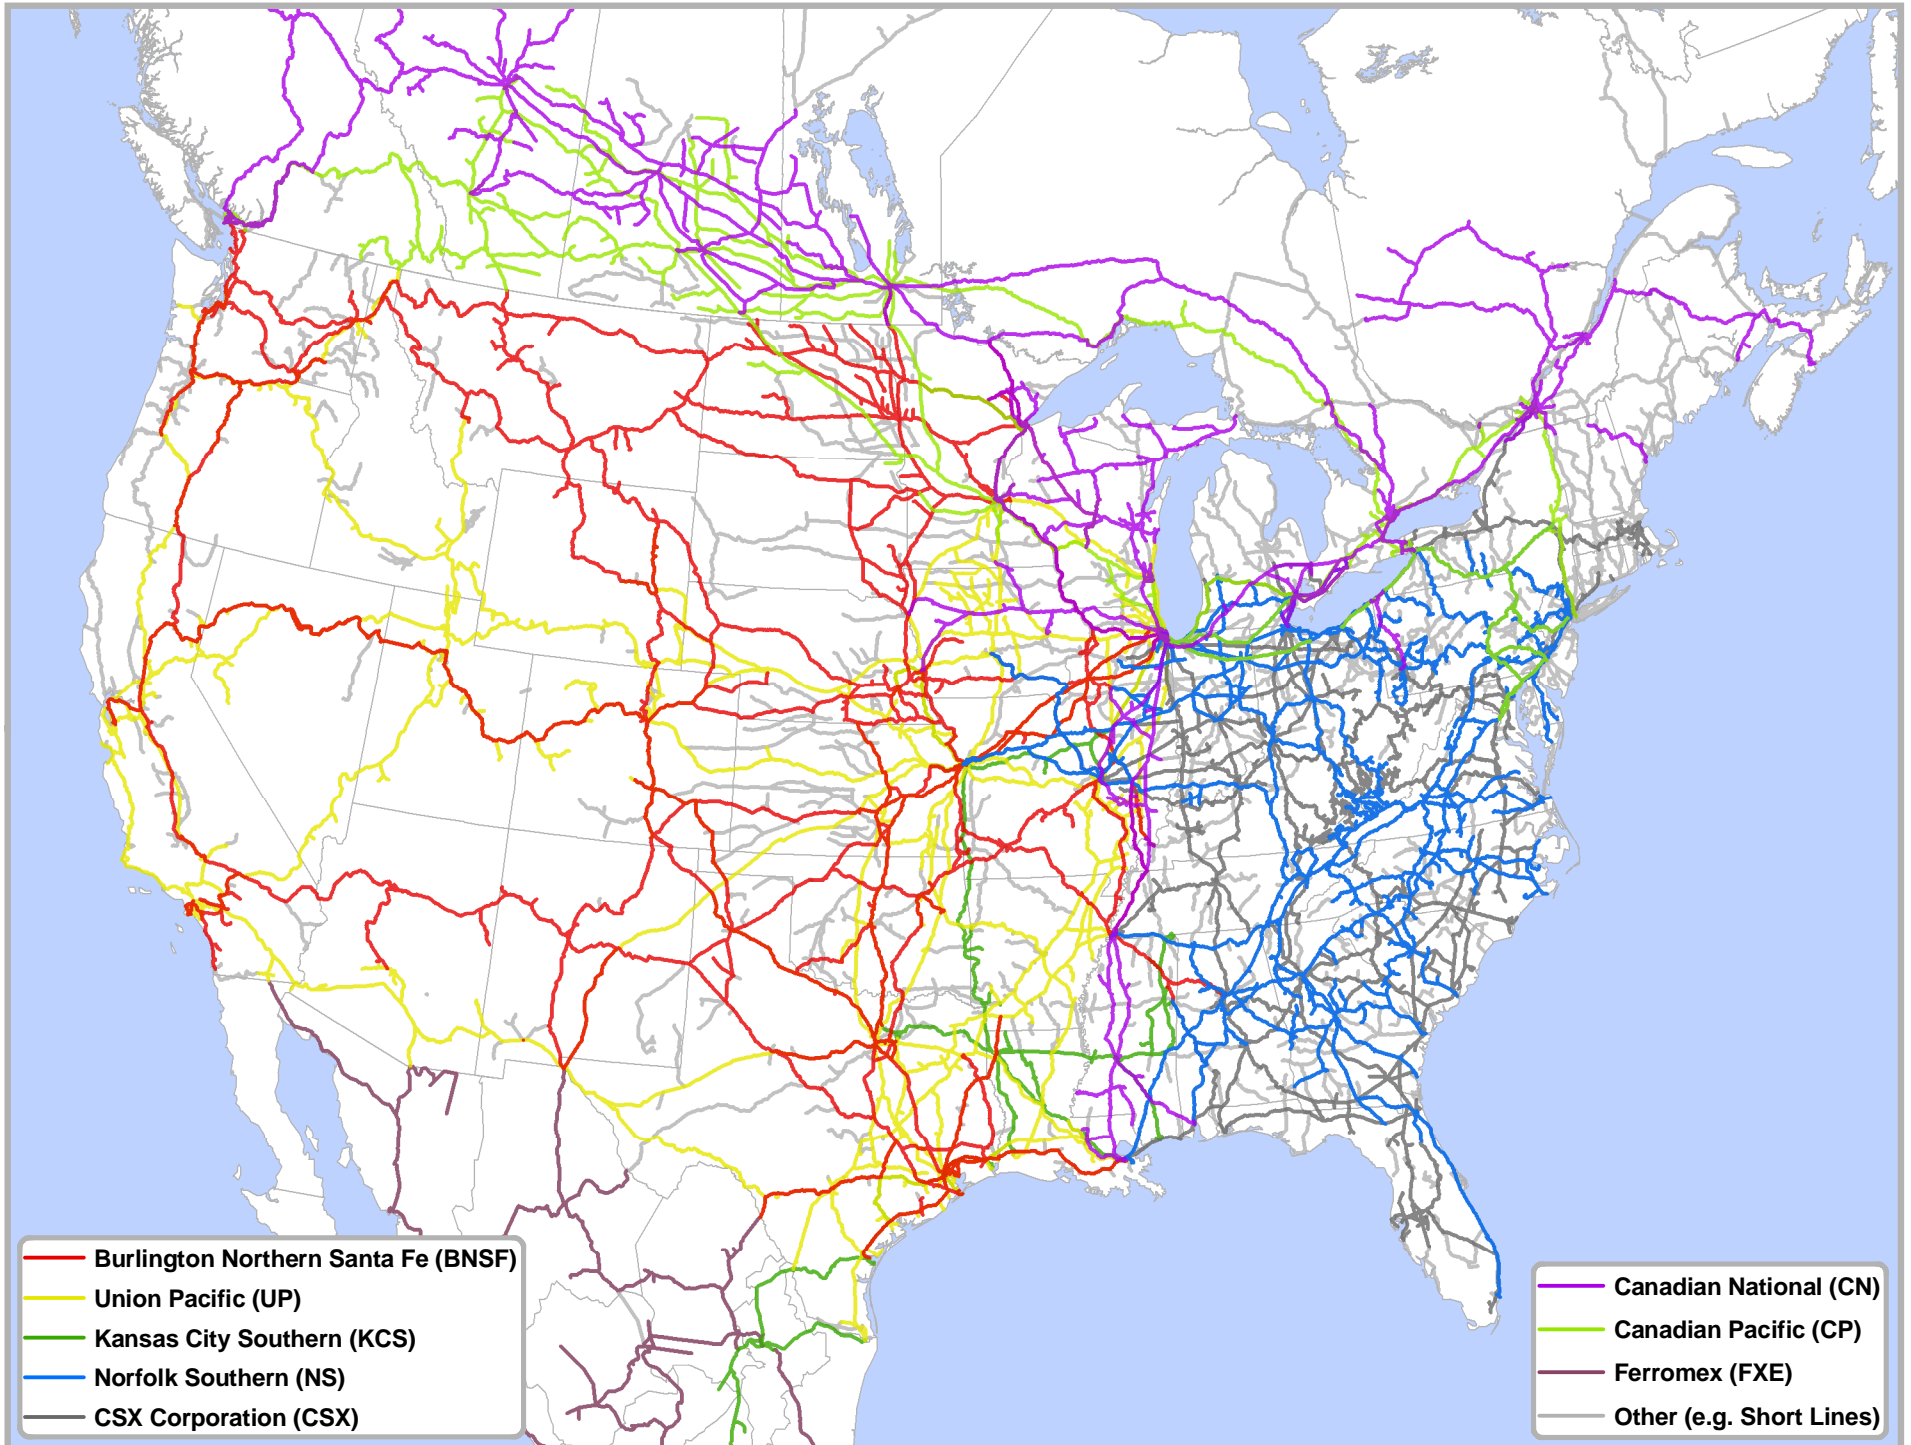 Burlington Northern Santa Fe (BNSF)
Union Pacific (UP)
Kansas City Southern (KCS)
Norfolk Southern (NS)
CSX Corporation (CSX)
Canadian National (CN)
Canadian Pacific (CP)
Ferromex (FXE)
Other (e.g. Short Lines)